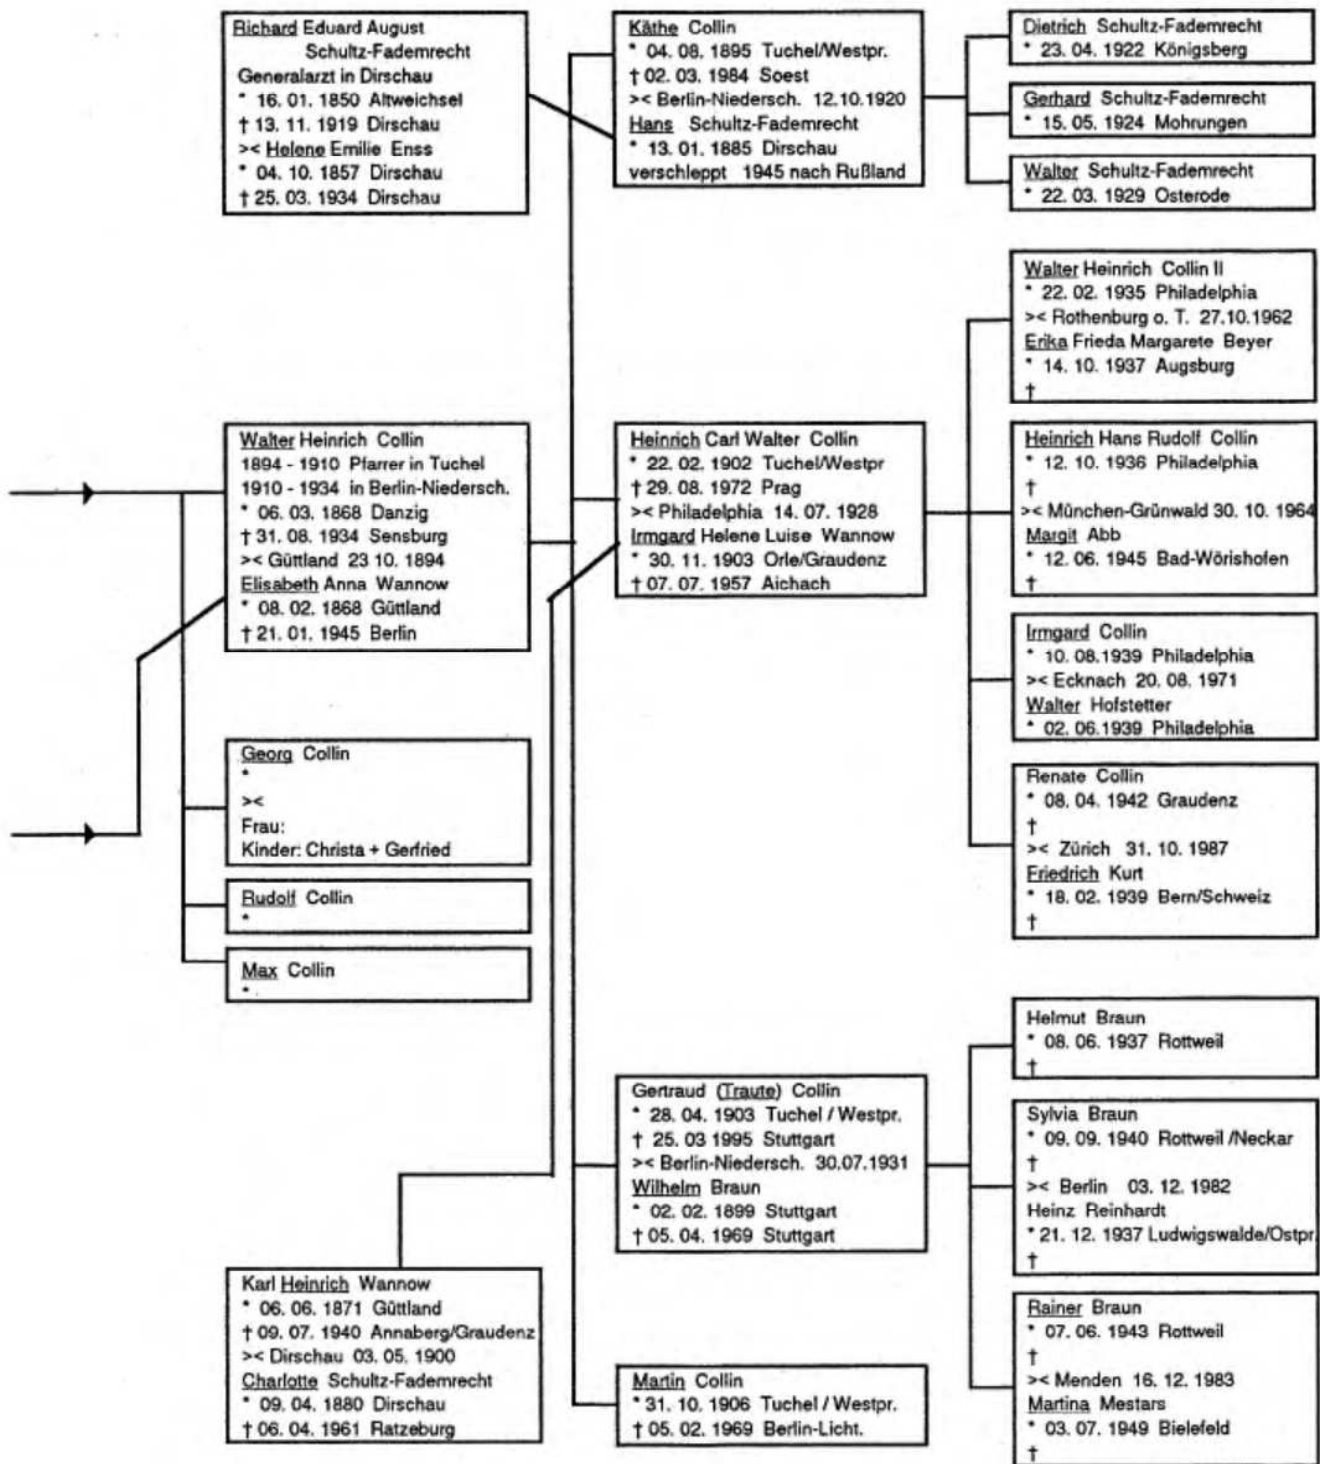 Richard Eduard August
Schultz-Fademrecht
Generalarzt in Dirschau
* 16. 01. 1850 Altweichsel
† 13. 11. 1919 Dirschau
>< Helene Emilie Enss
* 04. 10. 1857 Dirschau
† 25. 03. 1934 Dirschau
Walter Heinrich Collin
1894 - 1910 Pfarrer in Tuchel
1910 - 1934 in Berlin-Niedersch.
* 06. 03. 1868 Danzig
† 31. 08. 1934 Sensburg
>< Güttland 23 10. 1894
Elisabeth Anna Wannow
* 08. 02. 1868 Güttland
† 21. 01. 1945 Berlin
Georg Collin
*
><
Frau:
Kinder: Christa + Gerfried
Rudolf Collin
*
Max Collin
*
Karl Heinrich Wannow
* 06. 06. 1871 Güttland
† 09. 07. 1940 Annaberg/Graudenz
>< Dirschau 03. 05. 1900
Charlotte Schultz-Fademrecht
* 09. 04. 1880 Dirschau
† 06. 04. 1961 Ratzeburg
Käthe Collin
* 04. 08. 1895 Tuchel/Westpr.
† 02. 03. 1984 Soest
>< Berlin-Niedersch. 12.10.1920
Hans Schultz-Fademrecht
* 13. 01. 1885 Dirschau
verschleppt 1945 nach Rußland
Heinrich Carl Walter Collin
* 22. 02. 1902 Tuchel/Westpr
† 29. 08. 1972 Prag
>< Philadelphia 14. 07. 1928
Irmgard Helene Luise Wannow
* 30. 11. 1903 Orle/Graudenz
† 07. 07. 1957 Aichach
Gertraud (Traute) Collin
* 28. 04. 1903 Tuchel / Westpr.
† 25. 03 1995 Stuttgart
>< Berlin-Niedersch. 30.07.1931
Wilhelm Braun
* 02. 02. 1899 Stuttgart
† 05. 04. 1969 Stuttgart
Martin Collin
* 31. 10. 1906 Tuchel / Westpr.
† 05. 02. 1969 Berlin-Licht.
Dietrich Schultz-Fademrecht
* 23. 04. 1922 Königsberg
Gerhard Schultz-Fademrecht
* 15. 05. 1924 Mohrungen
Walter Schultz-Fademrecht
* 22. 03. 1929 Osterode
Walter Heinrich Collin II
* 22. 02. 1935 Philadelphia
>< Rothenburg o. T. 27.10.1962
Erika Frieda Margarete Beyer
* 14. 10. 1937 Augsburg
†
Heinrich Hans Rudolf Collin
* 12. 10. 1936 Philadelphia
†
>< München-Grünwald 30. 10. 1964
Margit Abb
* 12. 06. 1945 Bad-Wörishofen
†
Irmgard Collin
* 10. 08.1939 Philadelphia
>< Ecknach 20. 08. 1971
Walter Hofstetter
* 02. 06.1939 Philadelphia
Renate Collin
* 08. 04. 1942 Graudenz
†
>< Zürich 31. 10. 1987
Friedrich Kurt
* 18. 02. 1939 Bern/Schweiz
†
Helmut Braun
* 08. 06. 1937 Rottweil
†
Sylvia Braun
* 09. 09. 1940 Rottweil /Neckar
†
>< Berlin 03. 12. 1982
Heinz Reinhardt
* 21. 12. 1937 Ludwigswalde/Ostpr.
†
Rainer Braun
* 07. 06. 1943 Rottweil
†
>< Menden 16. 12. 1983
Martina Mestars
* 03. 07. 1949 Bielefeld
†